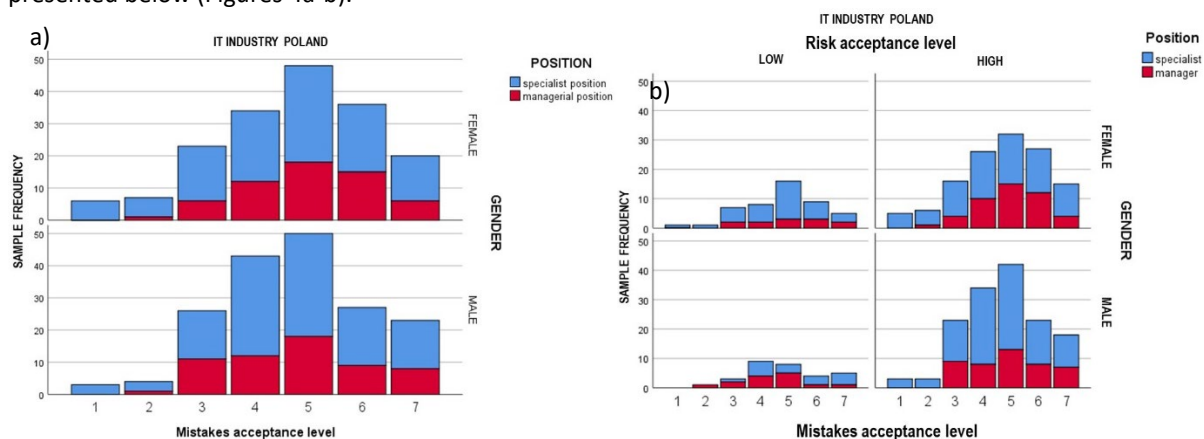 presented below (Figures 4a-b).
a)
IT INDUSTRY POLAND
POSITION
specialist position
managerial position
50
40
30
20
10
0
FEMALE
50
40
30
20
10
0
MALE
SAMPLE FREQUENCY
GENDER
1 2 3 4 5 6 7
Mistakes acceptance level
b)
IT INDUSTRY POLAND
Risk acceptance level
LOW HIGH
Position
specialist
manager
50
40
30
20
10
0
FEMALE
50
40
30
20
10
0
MALE
SAMPLE FREQUENCY
GENDER
1 2 3 4 5 6 7 1 2 3 4 5 6 7
Mistakes acceptance level